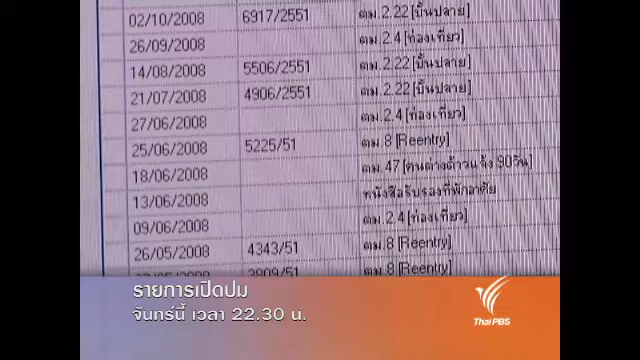 02/10/2008 6917/2551 ตม.2.22 [บั้นปลาย]
26/09/2008 ตม.2.4 [ท่องเที่ยว]
14/08/2008 5506/2551 ตม.2.22 [บั้นปลาย]
21/07/2008 4906/2551 ตม.2.22 [บั้นปลาย]
27/06/2008 ตม.2.4 [ท่องเที่ยว]
25/06/2008 5225/51 ตม.8 [Reentry]
18/06/2008 ตม.47 [คนต่างด้าวแจ้ง 90วัน]
13/06/2008 หนังสือรับรองที่พักอาศัย
09/06/2008 ตม.2.4 [ท่องเที่ยว]
26/05/2008 4343/51 ตม.8 [Reentry]
ตม.8 [Reentry]
รายการเปิดปม
จันทร์นี้ เวลา 22.30 น.
Thai PBS